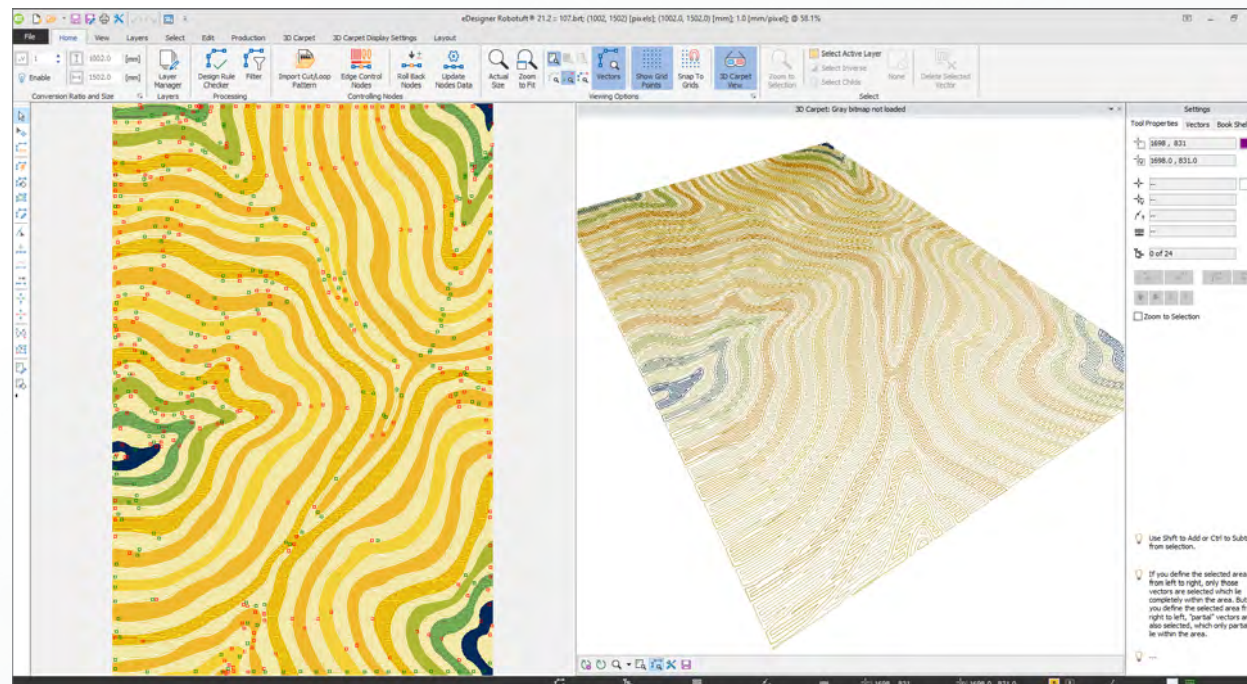 eDesigner Robotuft® 21.2 :: 107.brt; (1002, 1502) [pixels]; (1002.0, 1502.0) [mm]; 1.0 [mm/pixel]; @ 58.1%
File Home View Layers Select Edit Production 3D Carpet 3D Carpet Display Settings Layout
1 1002.0 [mm]
Enable 1502.0 [mm]
Layer Manager
Design Rule Checker
Filter
Import Cut/Loop Pattern
Edge Control Nodes
Roll Back Nodes
Update Nodes Data
Actual Size
Zoom to Fit
Vectors
Show Grid Points
Snap To Grids
3D Carpet View
Zoom to Selection
Select Active Layer
Select Inverse
Select Childs
None
Delete Selected Vector
Conversion Ratio and Size Layers Processing Controlling Nodes Viewing Options Select
3D Carpet: Gray bitmap not loaded
Settings
Tool Properties Vectors Book Shel
1698 , 831
1698.0 , 831.0
--
--
--
--
0 of 24
Zoom to Selection
Use Shift to Add or Ctrl to Subt
from selection.
If you define the selected area
from left to right, only those
vectors are selected which lie
completely within the area. But
you define the selected area fr
right to left, "partial" vectors ar
also selected, which only partia
lie within the area.
...
1698 , 831 1698.0 , 831.0